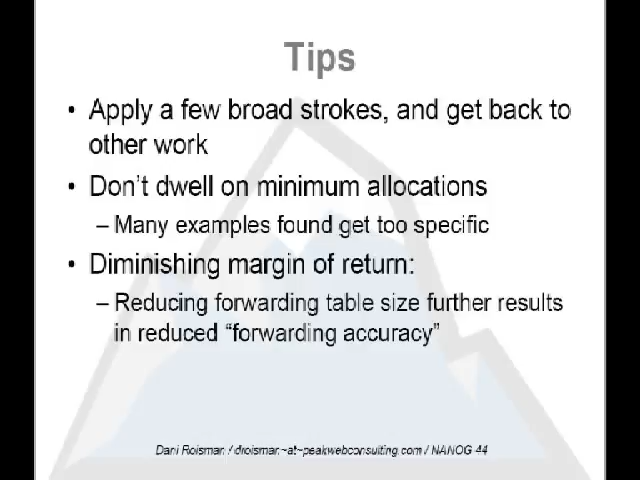 Tips
• Apply a few broad strokes, and get back to
other work
• Don't dwell on minimum allocations
– Many examples found get too specific
• Diminishing margin of return:
– Reducing forwarding table size further results
in reduced “forwarding accuracy”
Dani Roisman / droisman~at~peakwebconsulting.com / NANOG 44